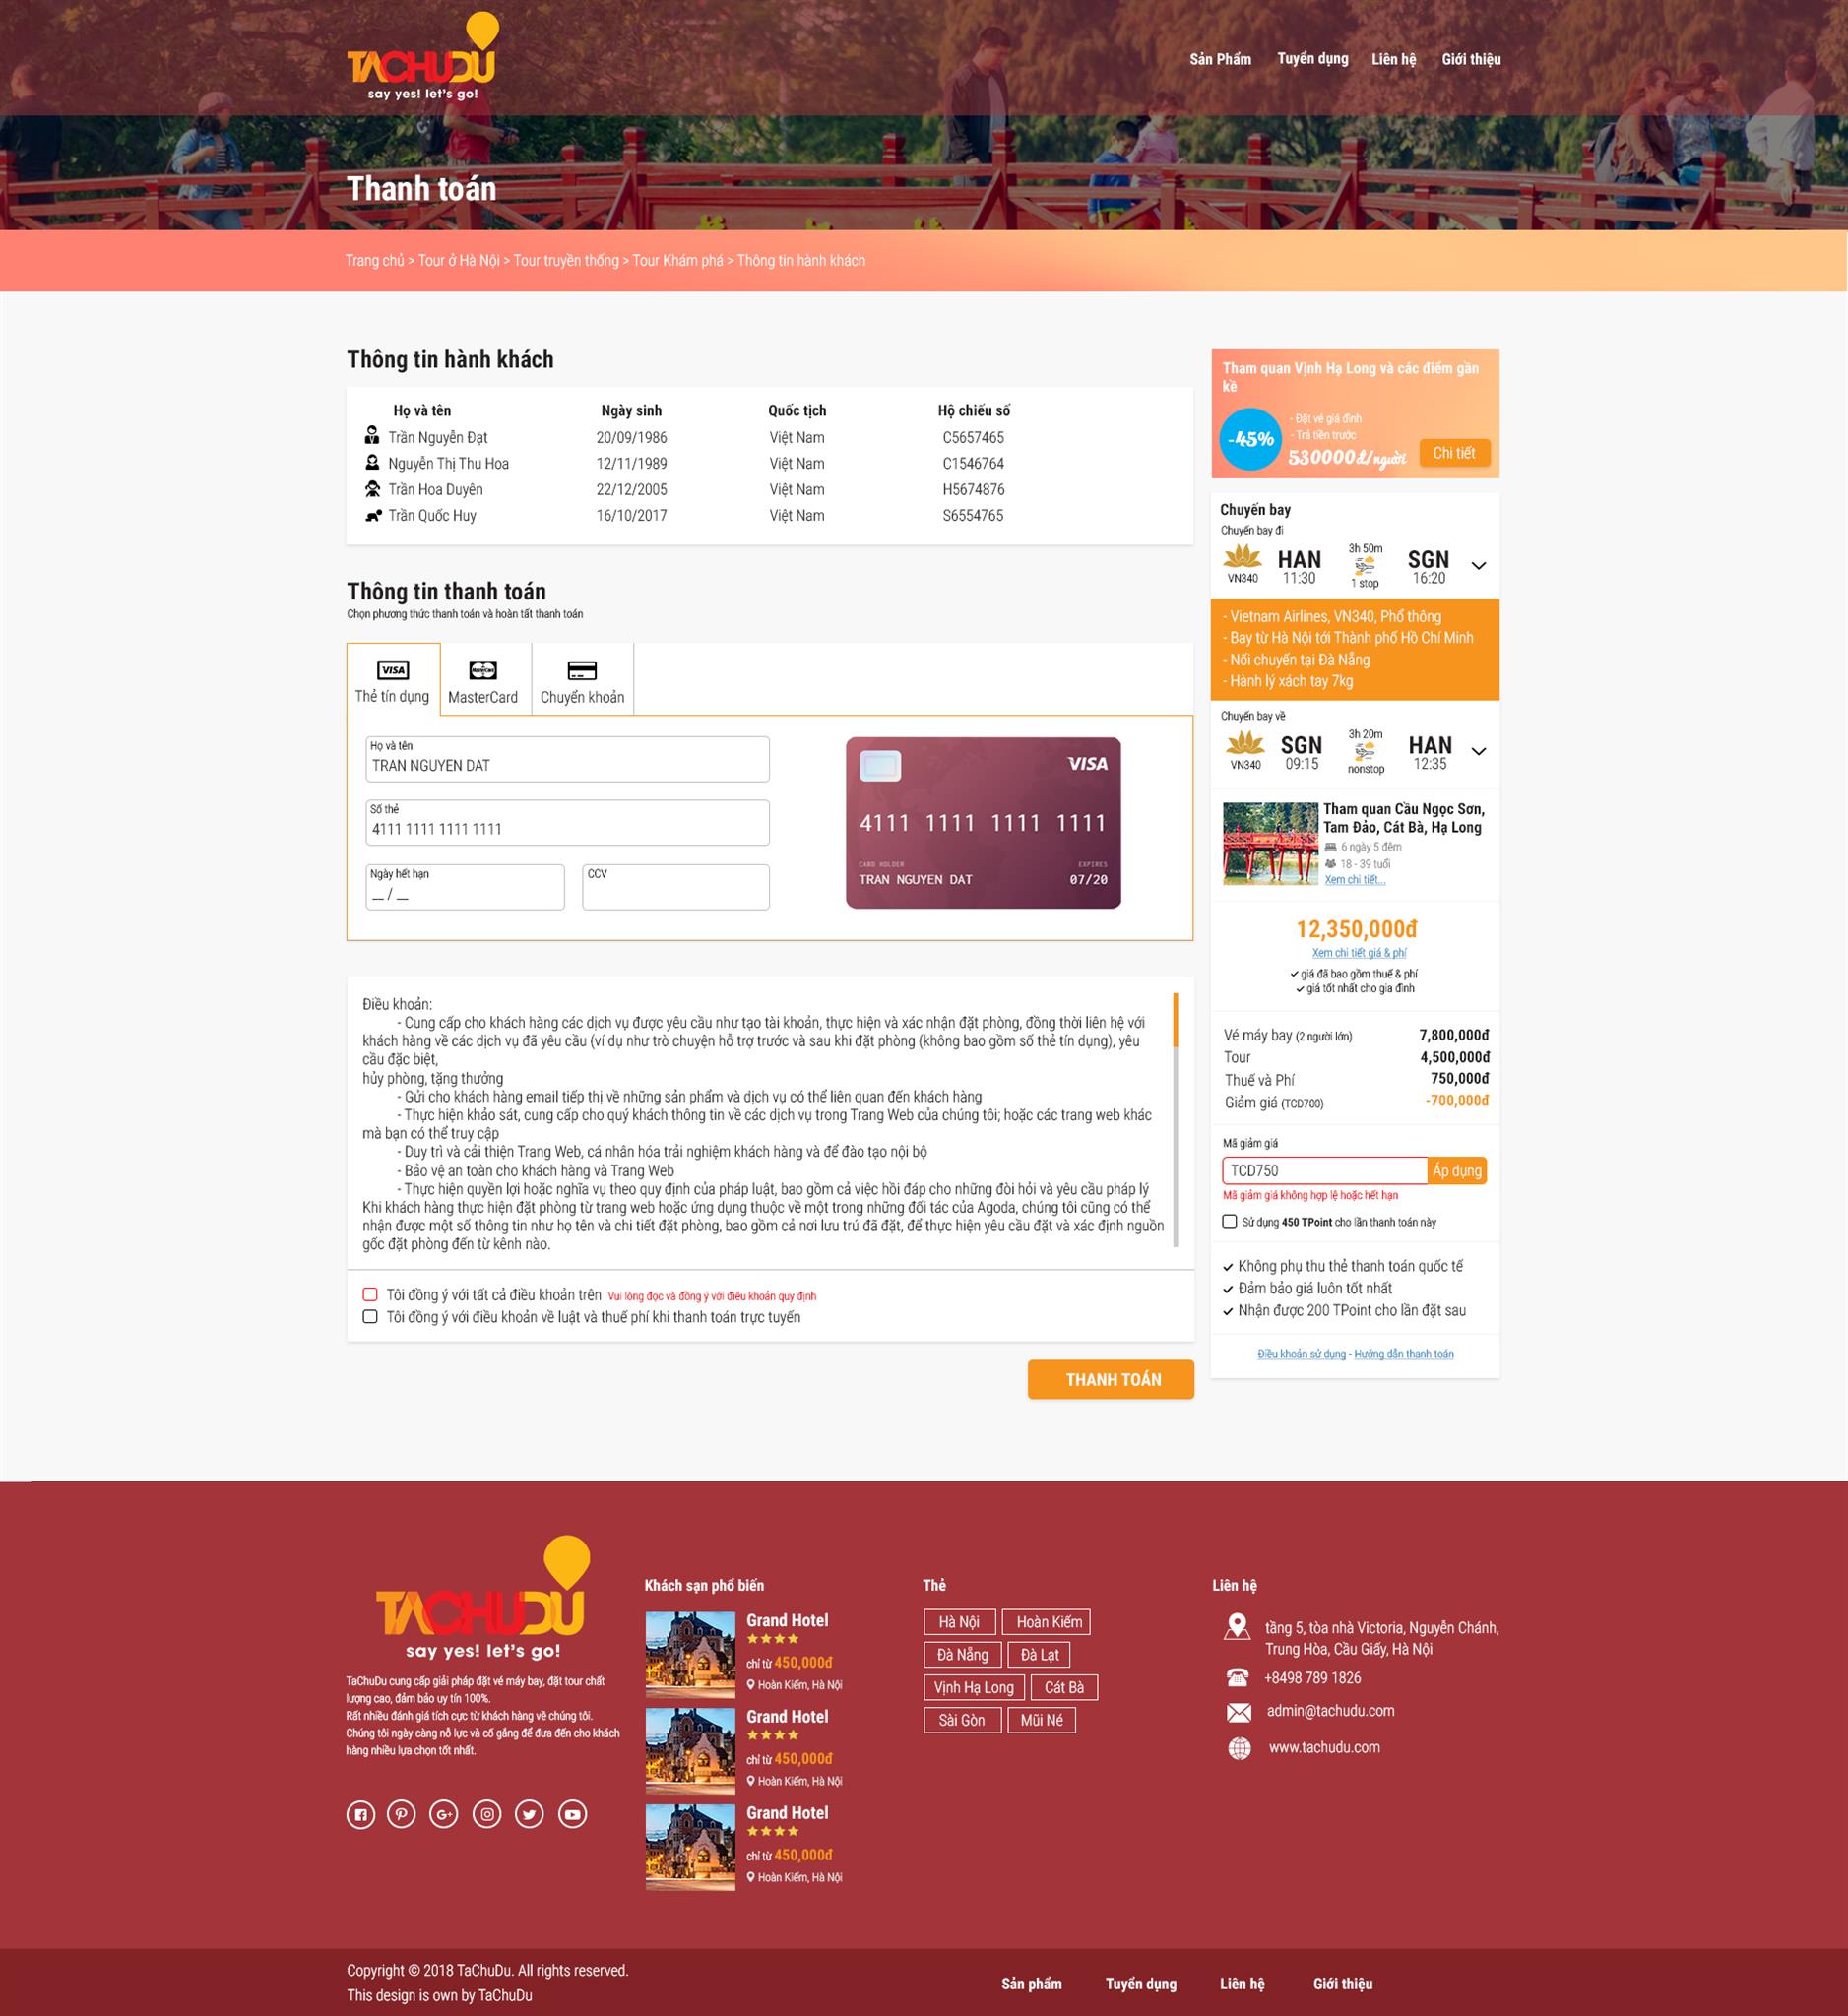 TACHUDU
say yes! let's go!
Sản Phẩm Tuyển dụng Liên hệ Giới thiệu
Thanh toán
Trang chủ > Tour ở Hà Nội > Tour truyền thống > Tour Khám phá > Thông tin hành khách
Thông tin hành khách
Họ và tên Ngày sinh Quốc tịch Hộ chiếu số
Trần Nguyễn Đạt 20/09/1986 Việt Nam C5657465
Nguyễn Thị Thu Hoa 12/11/1989 Việt Nam C1546764
Trần Hoa Duyên 22/12/2005 Việt Nam H5674876
Trần Quốc Huy 16/10/2017 Việt Nam S6554765
Thông tin thanh toán
Chọn phương thức thanh toán và hoàn tất thanh toán
VISA
Thẻ tín dụng
MasterCard
MasterCard
Chuyển khoản
Họ và tên
TRAN NGUYEN DAT
Số thẻ
4111 1111 1111 1111
Ngày hết hạn
__ / __
CCV
VISA
4111 1111 1111 1111
CARD HOLDER EXPIRES
TRAN NGUYEN DAT 07/20
Điều khoản:
- Cung cấp cho khách hàng các dịch vụ được yêu cầu như tạo tài khoản, thực hiện và xác nhận đặt phòng, đồng thời liên hệ với
khách hàng về các dịch vụ đã yêu cầu (ví dụ như trò chuyện hỗ trợ trước và sau khi đặt phòng (không bao gồm số thẻ tín dụng), yêu
cầu đặc biệt,
hủy phòng, tặng thưởng
- Gửi cho khách hàng email tiếp thị về những sản phẩm và dịch vụ có thể liên quan đến khách hàng
- Thực hiện khảo sát, cung cấp cho quý khách thông tin về các dịch vụ trong Trang Web của chúng tôi; hoặc các trang web khác
mà bạn có thể truy cập
- Duy trì và cải thiện Trang Web, cá nhân hóa trải nghiệm khách hàng và để đào tạo nội bộ
- Bảo vệ an toàn cho khách hàng và Trang Web
- Thực hiện quyền lợi hoặc nghĩa vụ theo quy định của pháp luật, bao gồm cả việc hồi đáp cho những đòi hỏi và yêu cầu pháp lý
Khi khách hàng thực hiện đặt phòng từ trang web hoặc ứng dụng thuộc về một trong những đối tác của Agoda, chúng tôi cũng có thể
nhận được một số thông tin như họ tên và chi tiết đặt phòng, bao gồm cả nơi lưu trú đã đặt, để thực hiện yêu cầu đặt và xác định nguồn
gốc đặt phòng đến từ kênh nào.
Tôi đồng ý với tất cả điều khoản trên Vui lòng đọc và đồng ý với điều khoản quy định
Tôi đồng ý với điều khoản về luật và thuế phí khi thanh toán trực tuyến
THANH TOÁN
Tham quan Vịnh Hạ Long và các điểm gần
kề
-45%
- Đặt vé giá đình
- Trả tiền trước
530000đ/người
Chi tiết
Chuyến bay
Chuyến bay đi
VN340
HAN
11:30
3h 50m
1 stop
SGN
16:20
- Vietnam Airlines, VN340, Phổ thông
- Bay từ Hà Nội tới Thành phố Hồ Chí Minh
- Nối chuyến tại Đà Nẵng
- Hành lý xách tay 7kg
Chuyến bay về
VN340
SGN
09:15
3h 20m
nonstop
HAN
12:35
Tham quan Cầu Ngọc Sơn,
Tam Đảo, Cát Bà, Hạ Long
6 ngày 5 đêm
18 - 39 tuổi
Xem chi tiết...
12,350,000đ
Xem chi tiết giá & phí
giá đã bao gồm thuế & phí
giá tốt nhất cho gia đình
Vé máy bay (2 người lớn) 7,800,000đ
Tour 4,500,000đ
Thuế và Phí 750,000đ
Giảm giá (TCD700) -700,000đ
Mã giảm giá
TCD750 Áp dụng
Mã giảm giá không hợp lệ hoặc hết hạn
Sử dụng 450 TPoint cho lần thanh toán này
Không phụ thu thẻ thanh toán quốc tế
Đảm bảo giá luôn tốt nhất
Nhận được 200 TPoint cho lần đặt sau
Điều khoản sử dụng - Hướng dẫn thanh toán
TACHUDU
say yes! let's go!
TaChuDu cung cấp giải pháp đặt vé máy bay, đặt tour chất
lượng cao, đảm bảo uy tín 100%.
Rất nhiều đánh giá tích cực từ khách hàng về chúng tôi.
Chúng tôi ngày càng nỗ lực và cố gắng để đưa đến cho khách
hàng nhiều lựa chọn tốt nhất.
Khách sạn phổ biến
Grand Hotel
chỉ từ 450,000đ
Hoàn Kiếm, Hà Nội
Grand Hotel
chỉ từ 450,000đ
Hoàn Kiếm, Hà Nội
Grand Hotel
chỉ từ 450,000đ
Hoàn Kiếm, Hà Nội
Thẻ
Hà Nội Hoàn Kiếm
Đà Nẵng Đà Lạt
Vịnh Hạ Long Cát Bà
Sài Gòn Mũi Né
Liên hệ
tầng 5, tòa nhà Victoria, Nguyễn Chánh,
Trung Hòa, Cầu Giấy, Hà Nội
+8498 789 1826
admin@tachudu.com
www.tachudu.com
Copyright © 2018 TaChuDu. All rights reserved.
This design is own by TaChuDu
Sản phẩm Tuyển dụng Liên hệ Giới thiệu